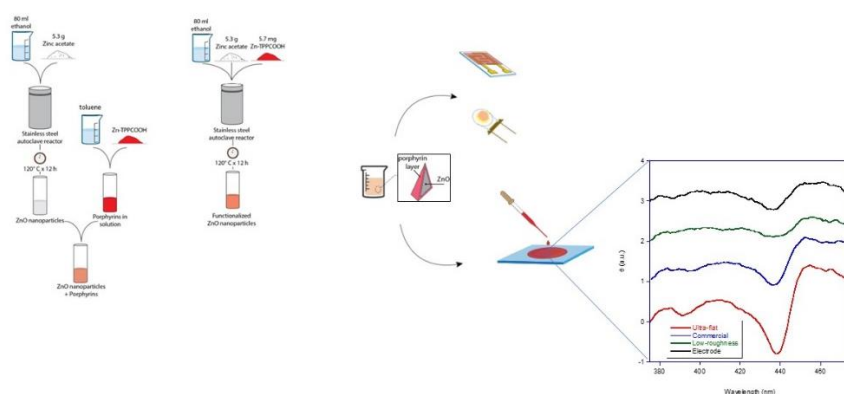 80 ml
ethanol
5.3 g
Zinc acetate
Stainless steel
autoclave reactor
120° C x 12 h
ZnO nanoparticles
toluene
Zn-TPPCOOH
Porphyrins in
solution
ZnO nanoparticles
+ Porphyrins
80 ml
ethanol
5.3 g
Zinc acetate
5.7 mg
Zn-TPPCOOH
Stainless steel
autoclave reactor
120° C x 12 h
Functionalized
ZnO nanoparticles
porphyrin
layer
ZnO
4
3
2
1
0
-1
380
400
420
440
460
Wavelength (nm)
Ultra-flat
Commercial
Low-roughness
Electrode